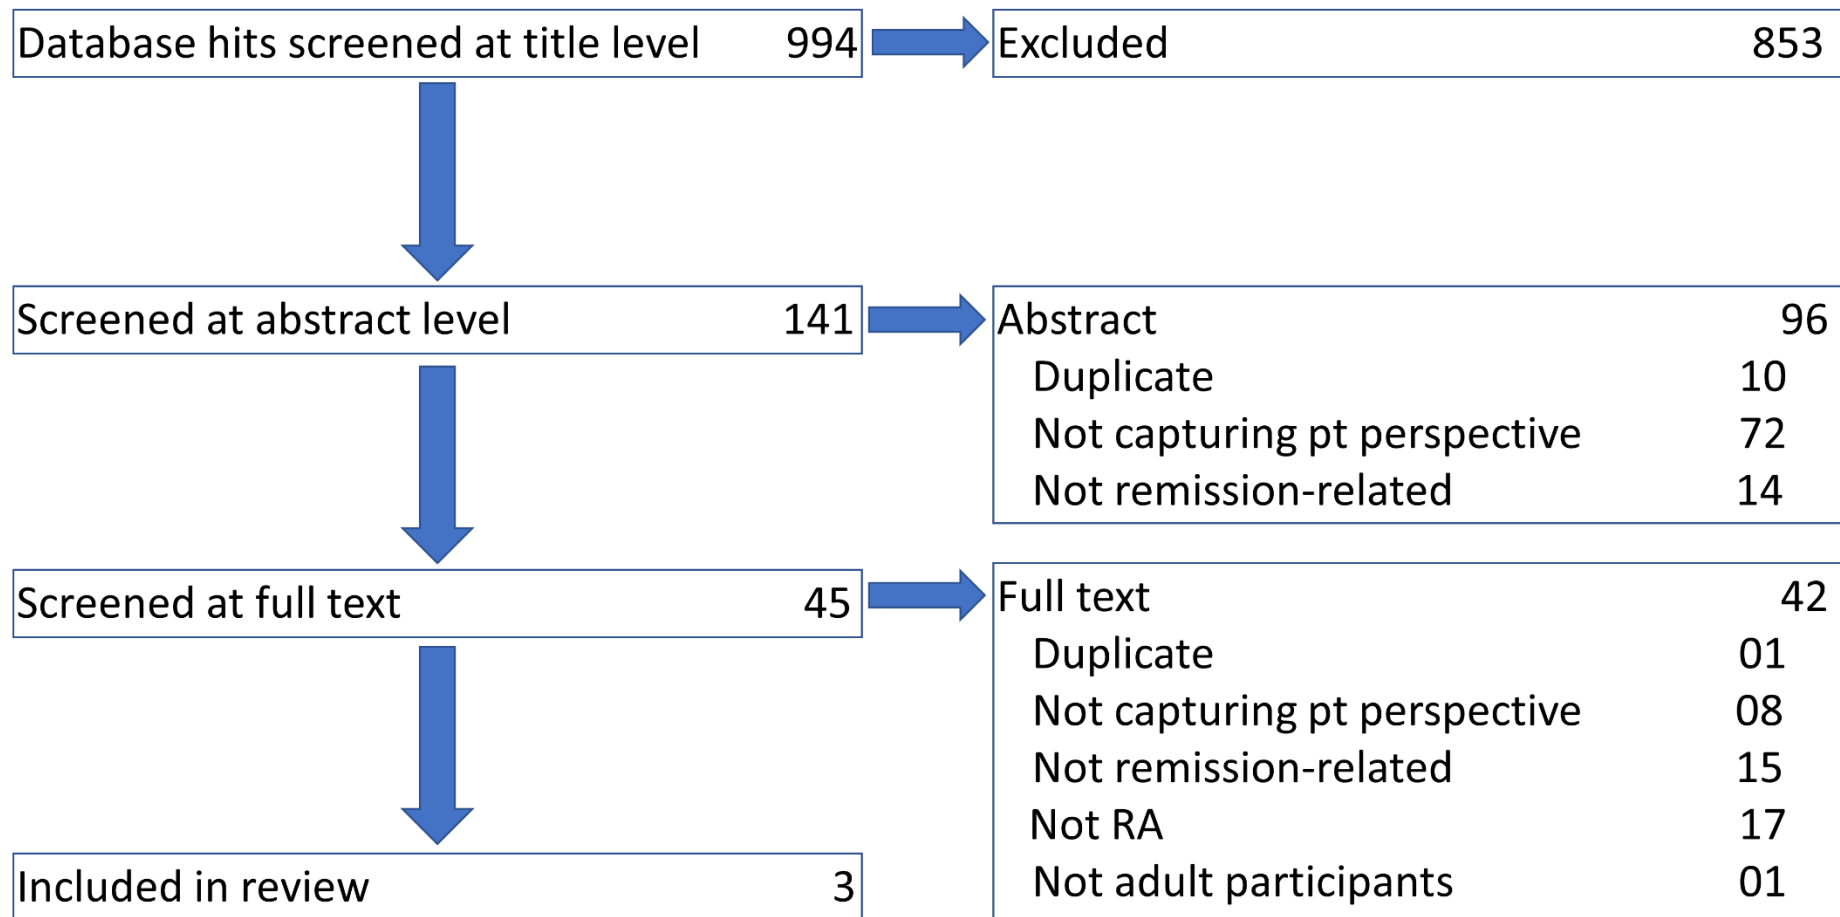 Database hits screened at title level 994
Excluded 853
Screened at abstract level 141
Abstract 96
Duplicate 10
Not capturing pt perspective 72
Not remission-related 14
Screened at full text 45
Full text 42
Duplicate 01
Not capturing pt perspective 08
Not remission-related 15
Not RA 17
Not adult participants 01
Included in review 3